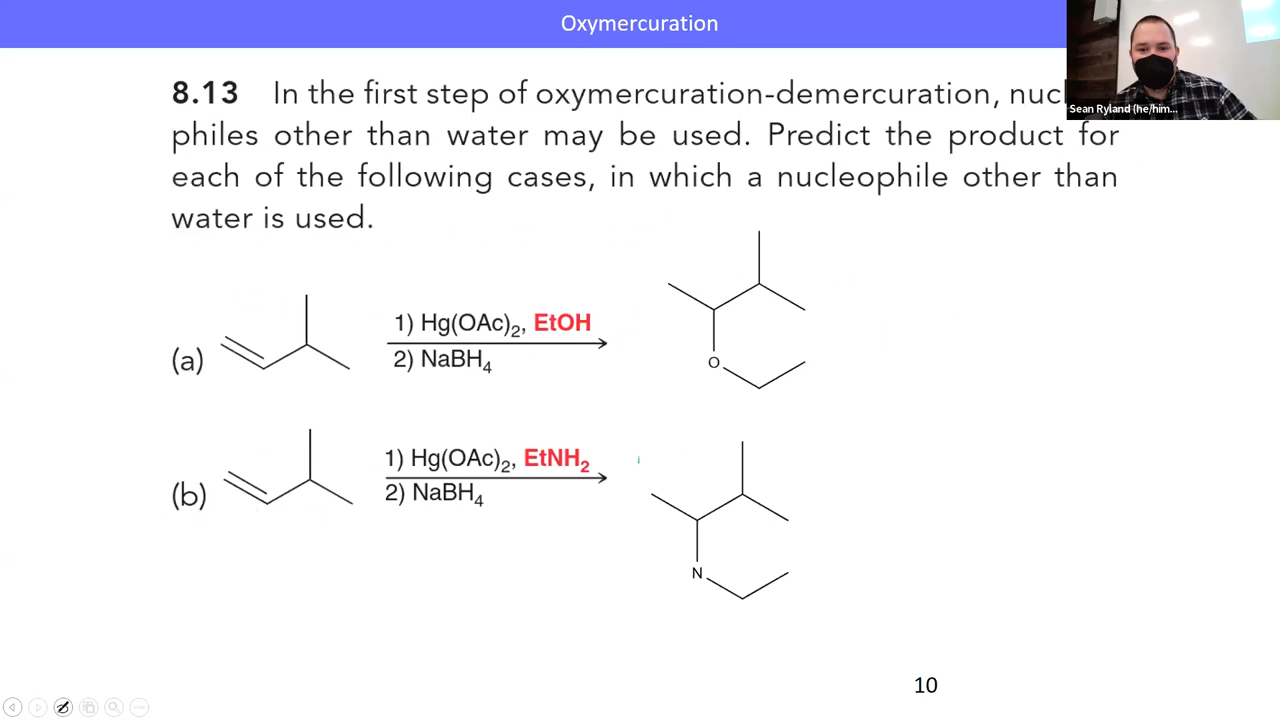 Oxymercuration
8.13 In the first step of oxymercuration-demercuration, nuc
philes other than water may be used. Predict the product for
each of the following cases, in which a nucleophile other than
water is used.
Sean Ryland (he/him...
(a)
1) Hg(OAc)2, EtOH
2) NaBH4
O
(b)
1) Hg(OAc)2, EtNH2
2) NaBH4
N
10